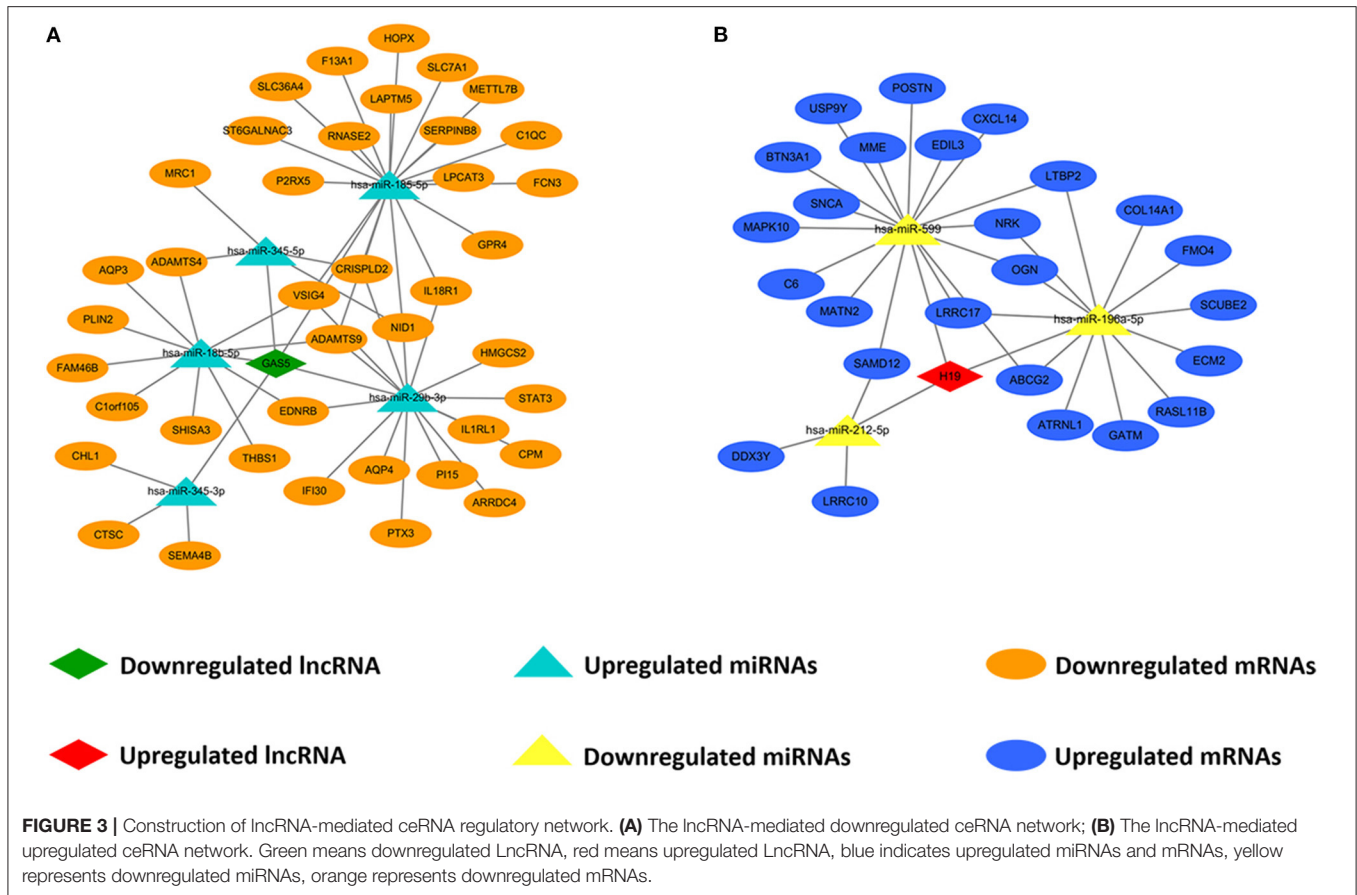 A
HOPX
F13A1
SLC7A1
SLC36A4
LAPTM5
METTL7B
ST6GALNAC3
RNASE2
SERPINB8
C1QC
MRC1
P2RX5
hsa-miR-185-5p
LPCAT3
FCN3
GPR4
hsa-miR-345-5p
AQP3
ADAMTS4
CRISPLD2
VSIG4
IL18R1
PLIN2
NID1
ADAMTS9
hsa-miR-18b-5p
GAS5
HMGCS2
FAM46B
STAT3
hsa-miR-29b-3p
C1orf105
EDNRB
SHISA3
IL1RL1
CPM
CHL1
THBS1
AQP4
PI15
hsa-miR-345-3p
IFI30
ARRDC4
CTSC
PTX3
SEMA4B
B
POSTN
USP9Y
CXCL14
MME
EDIL3
BTN3A1
LTBP2
SNCA
COL14A1
MAPK10
hsa-miR-599
NRK
FMO4
OGN
C6
MATN2
LRRC17
hsa-miR-196a-5p
SCUBE2
SAMD12
H19
ABCG2
ECM2
RASL11B
ATRNL1
GATM
hsa-miR-212-5p
DDX3Y
LRRC10
Downregulated lncRNA
Upregulated miRNAs
Downregulated mRNAs
Upregulated lncRNA
Downregulated miRNAs
Upregulated mRNAs
FIGURE 3 | Construction of lncRNA-mediated ceRNA regulatory network. (A) The lncRNA-mediated downregulated ceRNA network; (B) The lncRNA-mediated
upregulated ceRNA network. Green means downregulated LncRNA, red means upregulated LncRNA, blue indicates upregulated miRNAs and mRNAs, yellow
represents downregulated miRNAs, orange represents downregulated mRNAs.